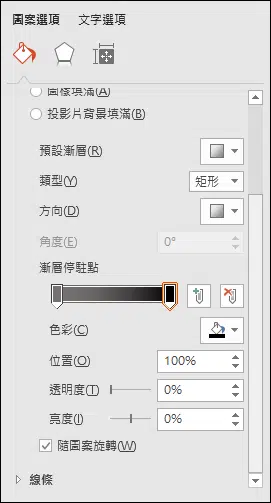 圖案選項 文字選項
圖樣填滿(A)
投影片背景填滿(B)
預設漸層(R)
類型(Y) 矩形
方向(D)
角度(E) 0°
漸層停駐點
色彩(C)
位置(O) 100%
透明度(T) 0%
亮度(I) 0%
隨圖案旋轉(W)
線條